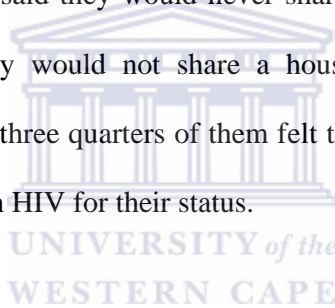 said they would never shar
y would not share a hous
three quarters of them felt t
n HIV for their status.
UNIVERSITY of the
WESTERN CAPE